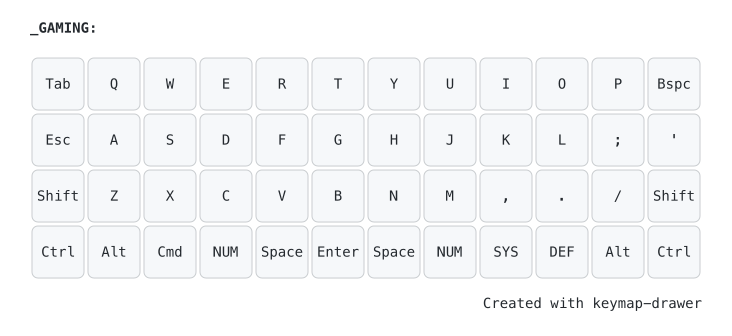 _GAMING:
Tab Q W E R T Y U I O P Bspc
Esc A S D F G H J K L ; '
Shift Z X C V B N M , . / Shift
Ctrl Alt Cmd NUM Space Enter Space NUM SYS DEF Alt Ctrl
Created with keymap-drawer